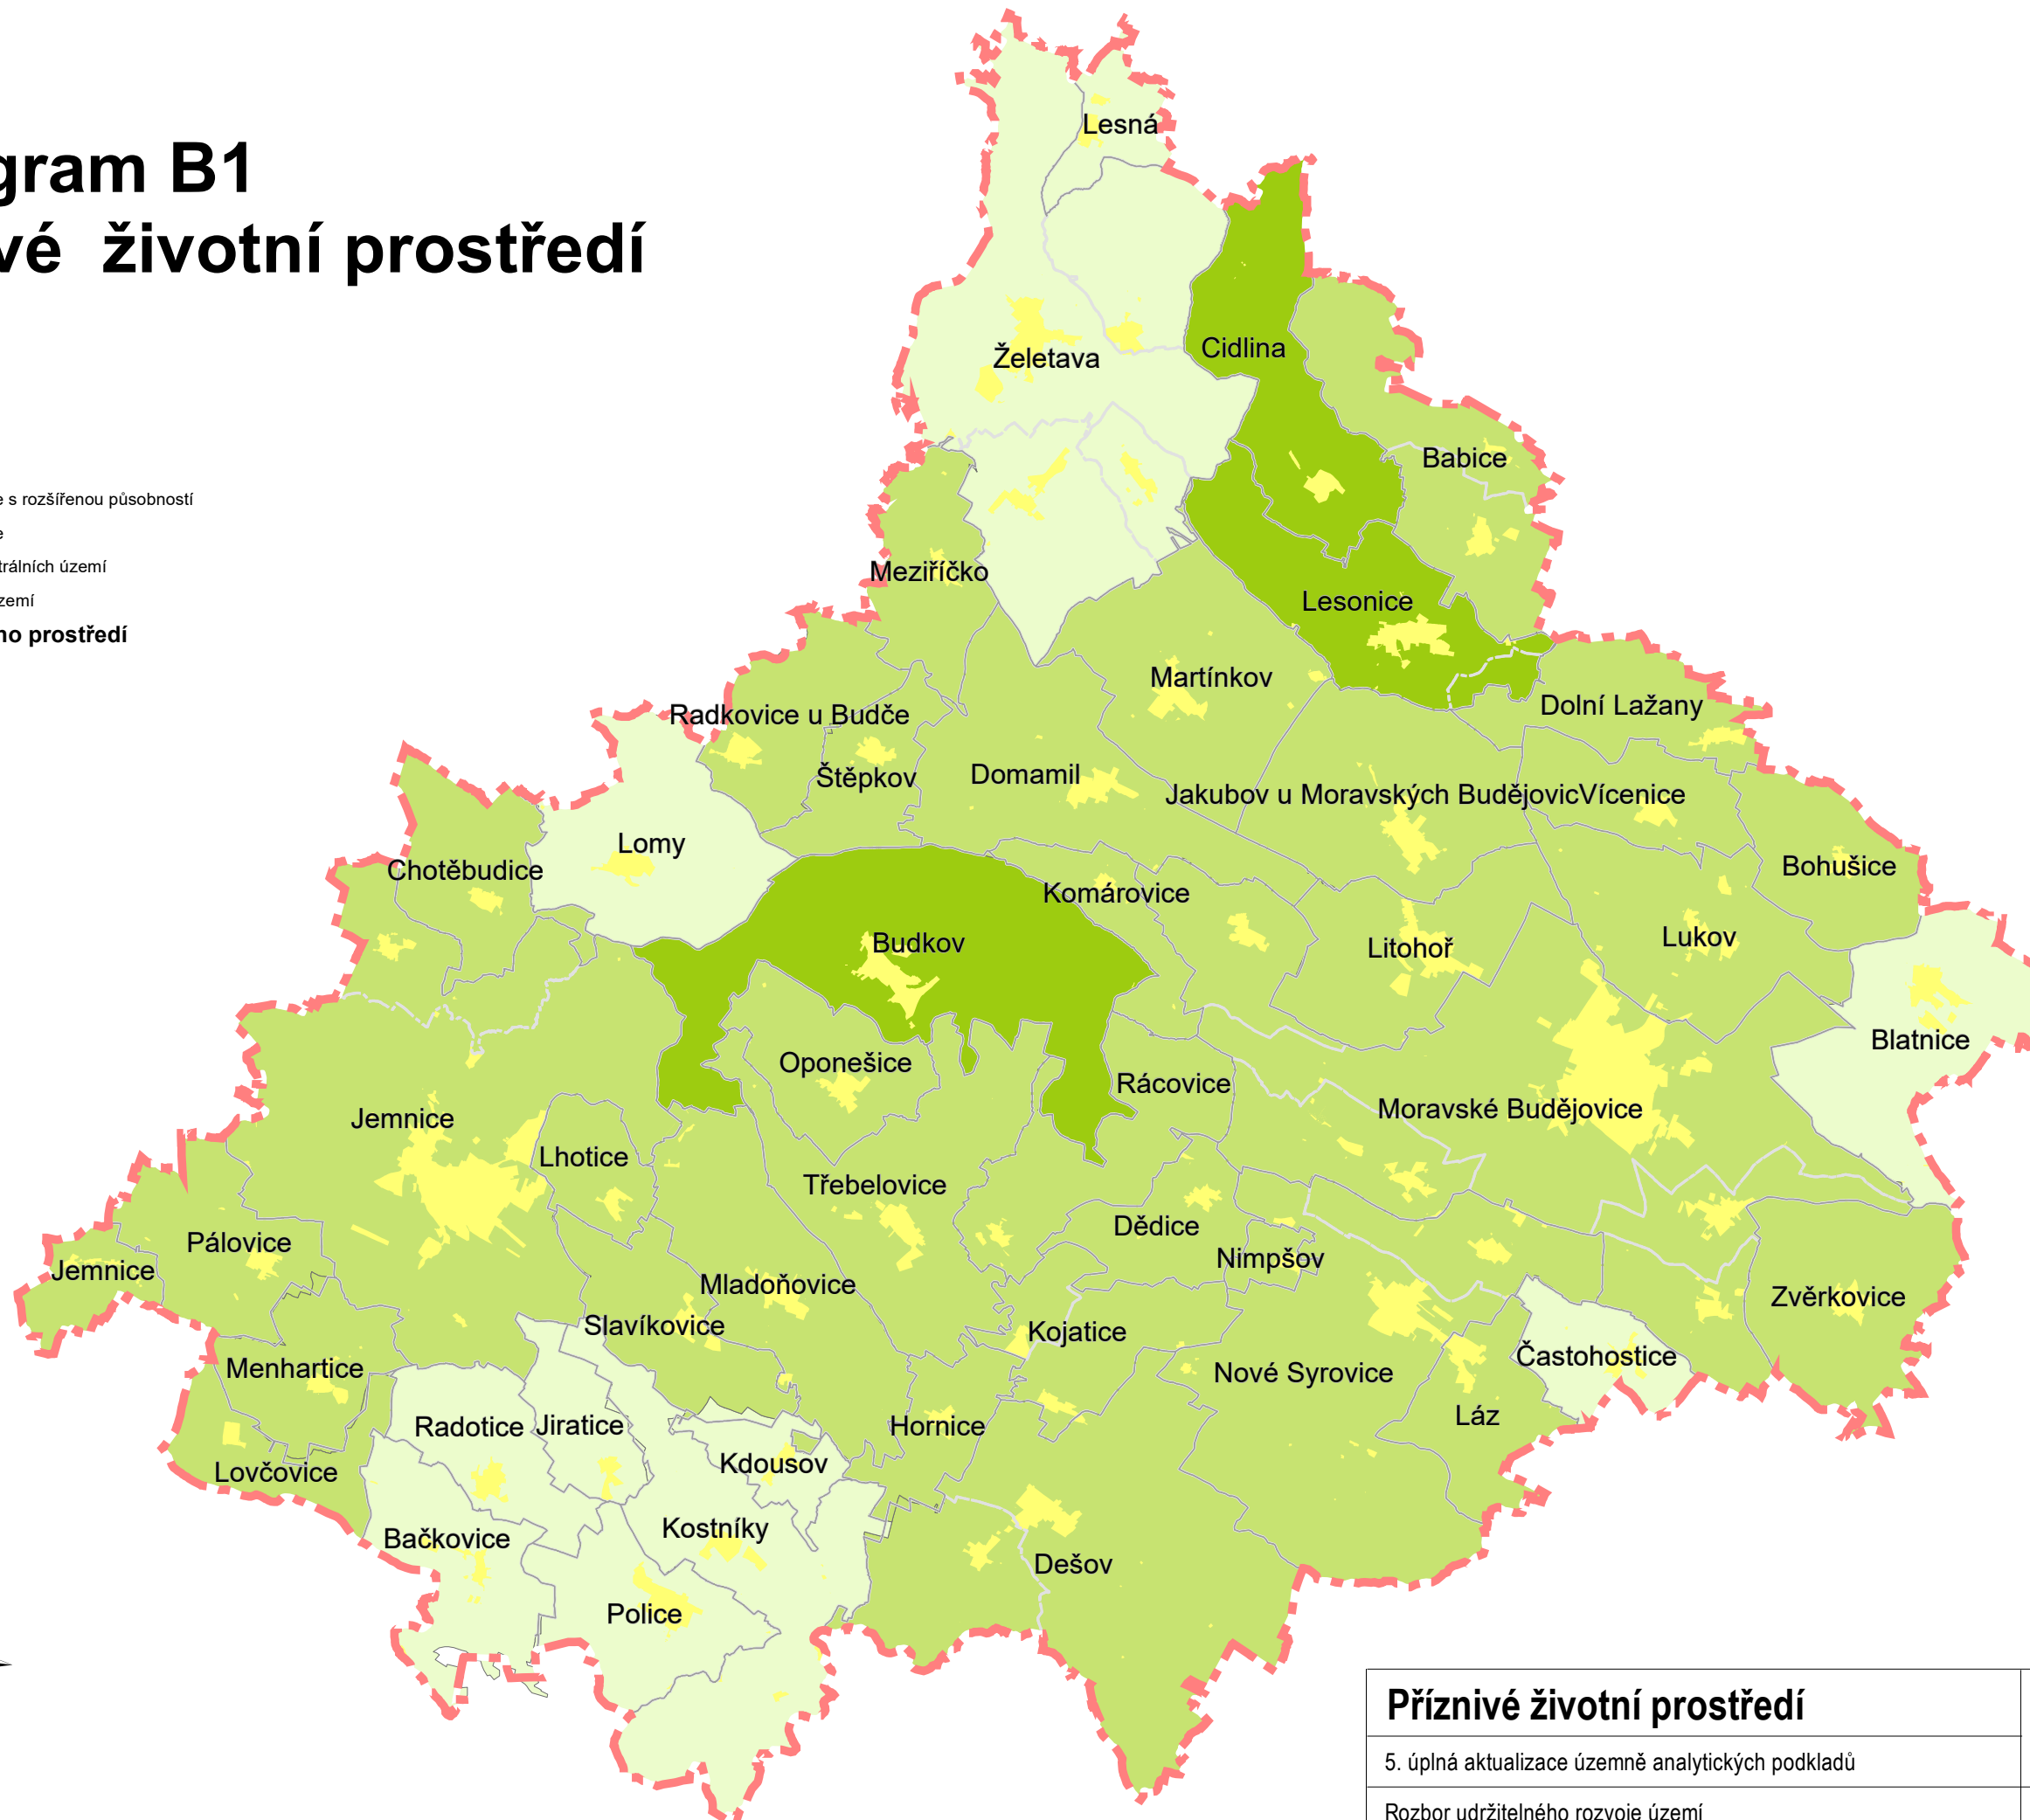 gram B1
vé životní prostředí
e s rozšířenou působností
e
trálních území
zemí
ho prostředí
Lesná
Želetava
Cidlina
Babice
Meziříčko
Lesonice
Martínkov
Dolní Lažany
Radkovice u Budče
Štěpkov
Domamil
Jakubov u Moravských Budějovic
Vícenice
Lomy
Chotěbudice
Bohušice
Komárovice
Budkov
Litohoř
Lukov
Blatnice
Oponešice
Rácovice
Moravské Budějovice
Jemnice
Lhotice
Třebelovice
Dědice
Pálovice
Jemnice
Nimpšov
Mladoňovice
Zvěrkovice
Slavíkovice
Kojatice
Častohostice
Menhartice
Nové Syrovice
Radotice
Jiratice
Hornice
Láz
Lovčovice
Kdousov
Kostníky
Bačkovice
Dešov
Police
Příznivé životní prostředí
5. úplná aktualizace územně analytických podkladů
Rozbor udržitelného rozvoje území